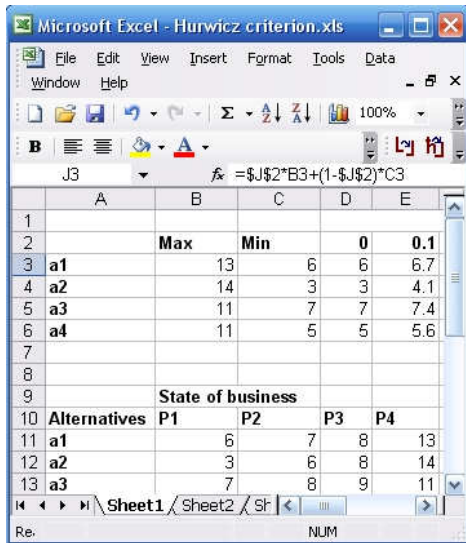 Microsoft Excel - Hurwicz criterion.xls
File Edit View Insert Format Tools Data
Window Help
Σ 100%
B A
J3 fx =$J$2*B3+(1-$J$2)*C3
A B C D E
1
2 Max Min 0 0.1
3 a1 13 6 6 6.7
4 a2 14 3 3 4.1
5 a3 11 7 7 7.4
6 a4 11 5 5 5.6
7
8
9 State of business
10 Alternatives P1 P2 P3 P4
11 a1 6 7 8 13
12 a2 3 6 8 14
13 a3 7 8 9 11
Sheet1 / Sheet2 / Sh
Re. NUM